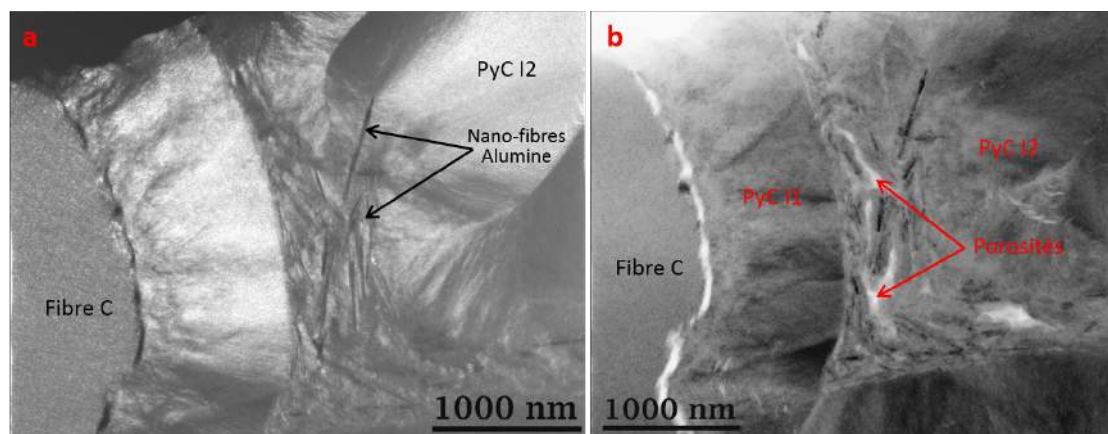 a
PyC I2
Nano-fibres
Alumine
Fibre C
1000 nm
b
PyC I2
PyC I1
Porosités
Fibre C
1000 nm